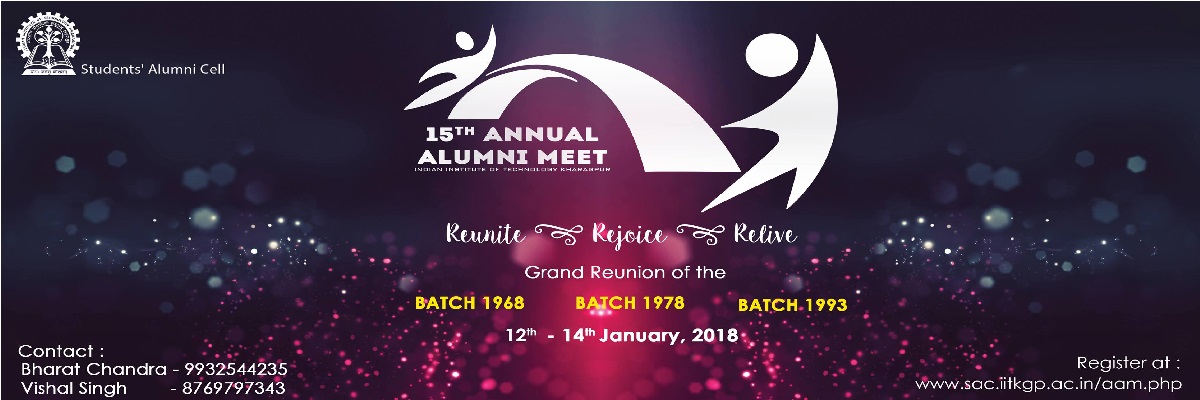 Students' Alumni Cell
15TH ANNUAL
ALUMNI MEET
INDIAN INSTITUTE OF TECHNOLOGY KHARAGPUR
Reunite Rejoice Relive
Grand Reunion of the
BATCH 1968 BATCH 1978 BATCH 1993
12th - 14th January, 2018
Contact :
Bharat Chandra - 9932544235
Vishal Singh - 8769797343
Register at :
www.sac.iitkgp.ac.in/aam.php